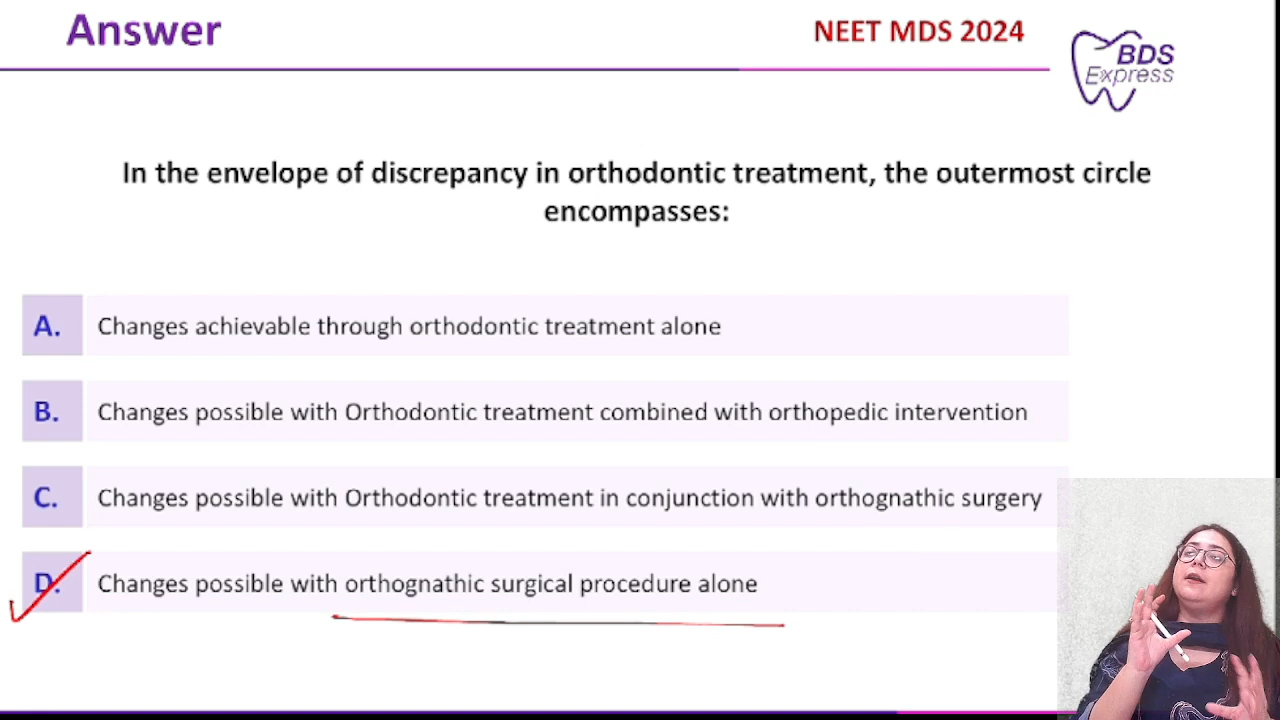 Answer
NEET MDS 2024
BDS
Express
In the envelope of discrepancy in orthodontic treatment, the outermost circle
encompasses:
A. Changes achievable through orthodontic treatment alone
B. Changes possible with Orthodontic treatment combined with orthopedic intervention
C. Changes possible with Orthodontic treatment in conjunction with orthognathic surgery
D. Changes possible with orthognathic surgical procedure alone